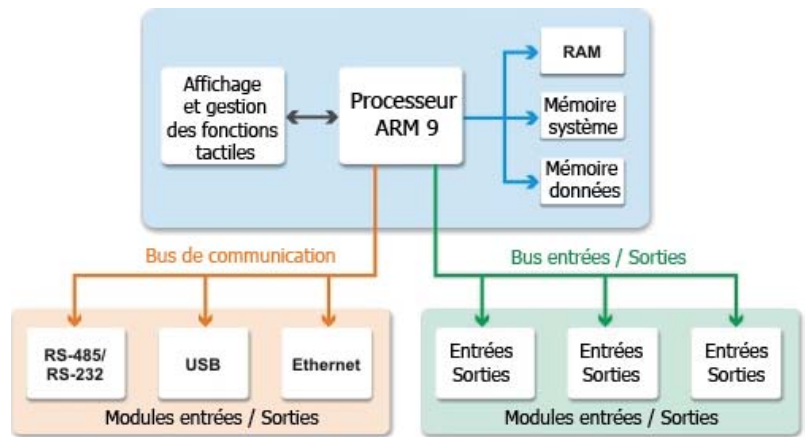 Affichage
et gestion
des fonctions
tactiles
Processeur
ARM 9
RAM
Mémoire
système
Mémoire
données
Bus de communication
Bus entrées / Sorties
RS-485/
RS-232
USB
Ethernet
Modules entrées / Sorties
Entrées
Sorties
Entrées
Sorties
Entrées
Sorties
Modules entrées / Sorties